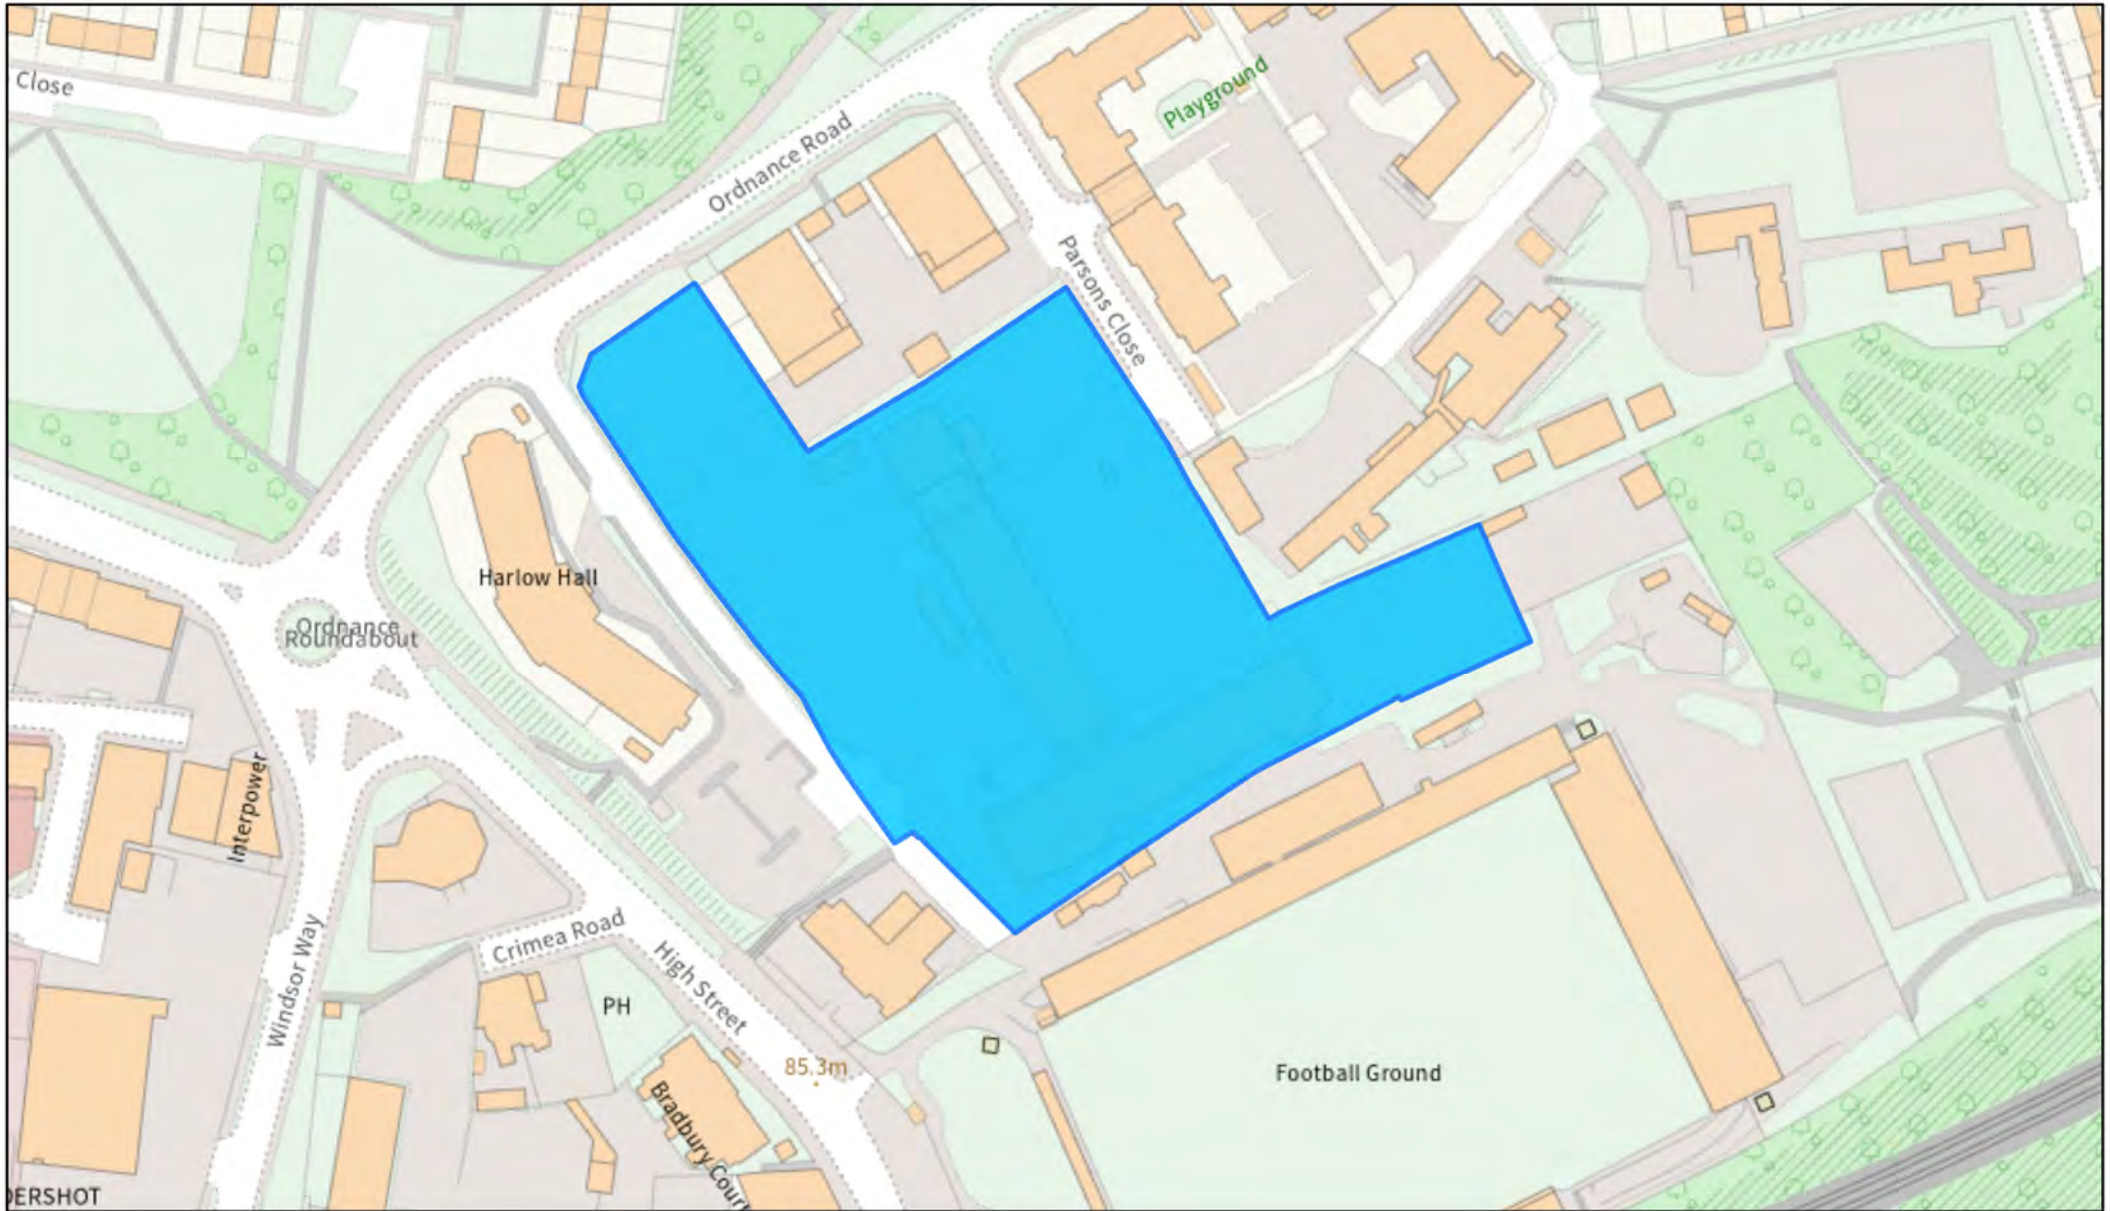 Close
Playground
Ordnance Road
Parsons Close
Harlow Hall
Ordnance
Roundabout
Interpower
Windsor Way
Crimea Road
High Street
PH
85.3m
Bradbury Court
Football Ground
DERSHOT